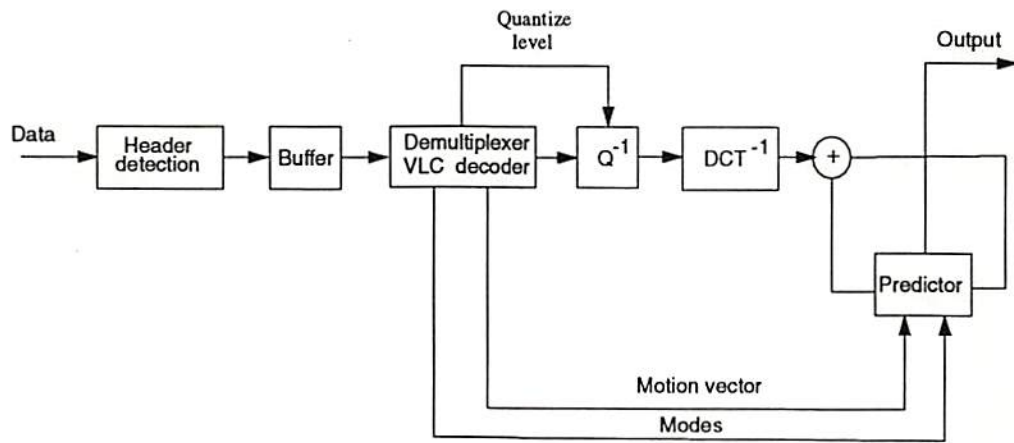 Quantize
level
Output
Data
Header
detection
Buffer
Demultiplexer
VLC decoder
Q⁻¹
DCT⁻¹
+
Predictor
Motion vector
Modes